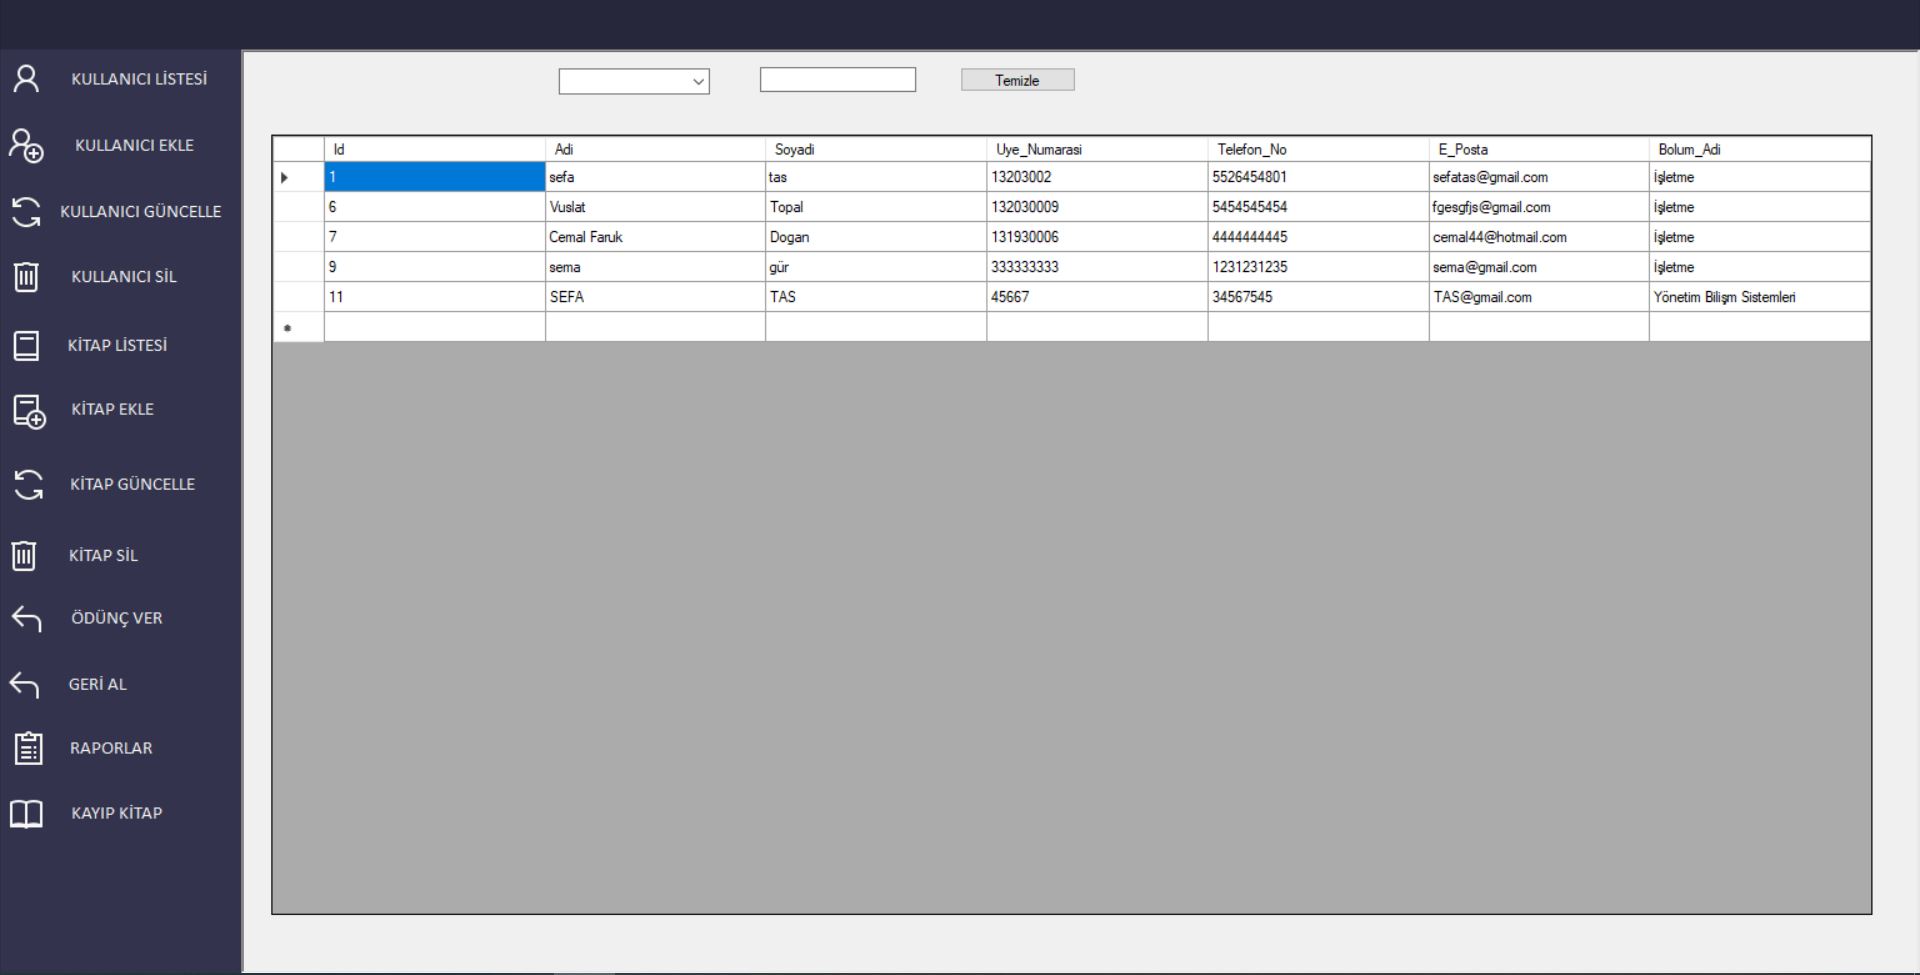 KULLANICI LİSTESİ
KULLANICI EKLE
KULLANICI GÜNCELLE
KULLANICI SİL
KİTAP LİSTESİ
KİTAP EKLE
KİTAP GÜNCELLE
KİTAP SİL
ÖDÜNÇ VER
GERİ AL
RAPORLAR
KAYIP KİTAP
Temizle
Id Adi Soyadi Uye_Numarasi Telefon_No E_Posta Bolum_Adi
1 sefa tas 13203002 5526454801 sefatas@gmail.com İşletme
6 Vuslat Topal 132030009 5454545454 fgesgfjs@gmail.com İşletme
7 Cemal Faruk Dogan 131930006 4444444445 cemal44@hotmail.com İşletme
9 sema gür 333333333 1231231235 sema@gmail.com İşletme
11 SEFA TAS 45667 34567545 TAS@gmail.com Yönetim Bilişm Sistemleri